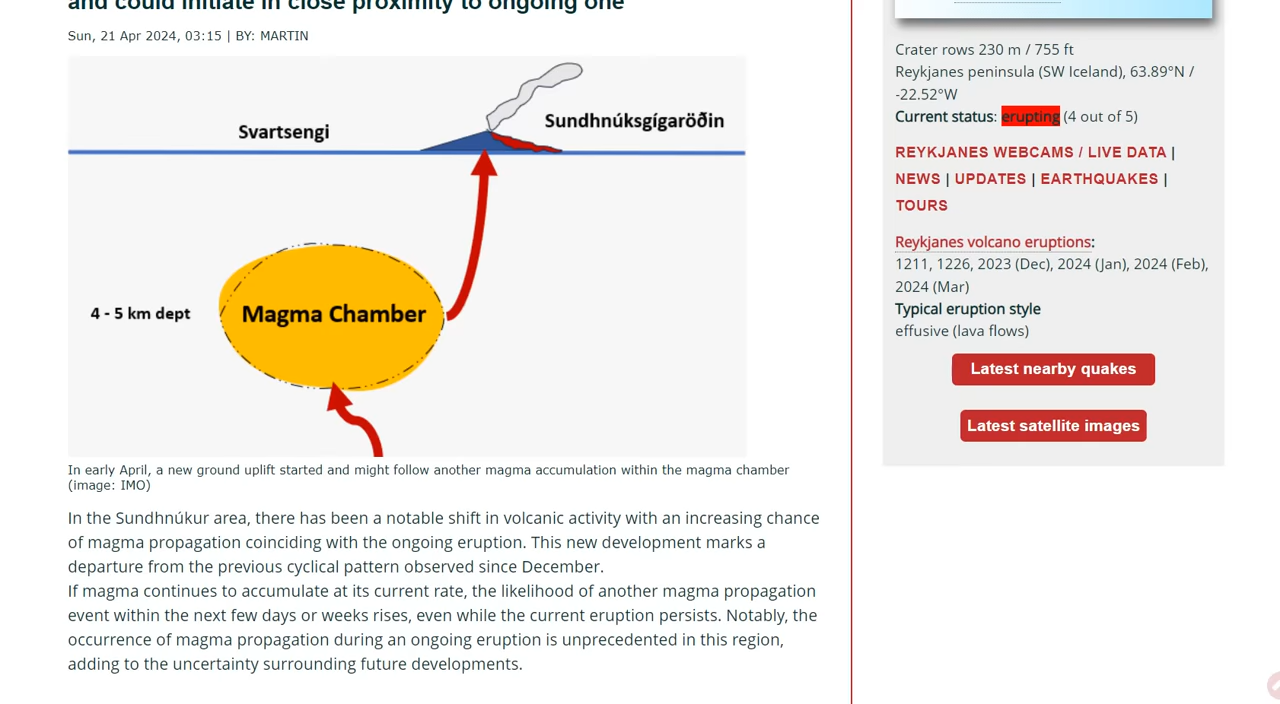 and could initiate in close proximity to ongoing one
Sun, 21 Apr 2024, 03:15 | BY: MARTIN
Svartsengi
Sundhnúksgígaröðin
4 - 5 km dept
Magma Chamber
In early April, a new ground uplift started and might follow another magma accumulation within the magma chamber
(image: IMO)
In the Sundhnúkur area, there has been a notable shift in volcanic activity with an increasing chance
of magma propagation coinciding with the ongoing eruption. This new development marks a
departure from the previous cyclical pattern observed since December.
If magma continues to accumulate at its current rate, the likelihood of another magma propagation
event within the next few days or weeks rises, even while the current eruption persists. Notably, the
occurrence of magma propagation during an ongoing eruption is unprecedented in this region,
adding to the uncertainty surrounding future developments.
Crater rows 230 m / 755 ft
Reykjanes peninsula (SW Iceland), 63.89°N /
-22.52°W
Current status: erupting (4 out of 5)
REYKJANES WEBCAMS / LIVE DATA |
NEWS | UPDATES | EARTHQUAKES |
TOURS
Reykjanes volcano eruptions:
1211, 1226, 2023 (Dec), 2024 (Jan), 2024 (Feb),
2024 (Mar)
Typical eruption style
effusive (lava flows)
Latest nearby quakes
Latest satellite images